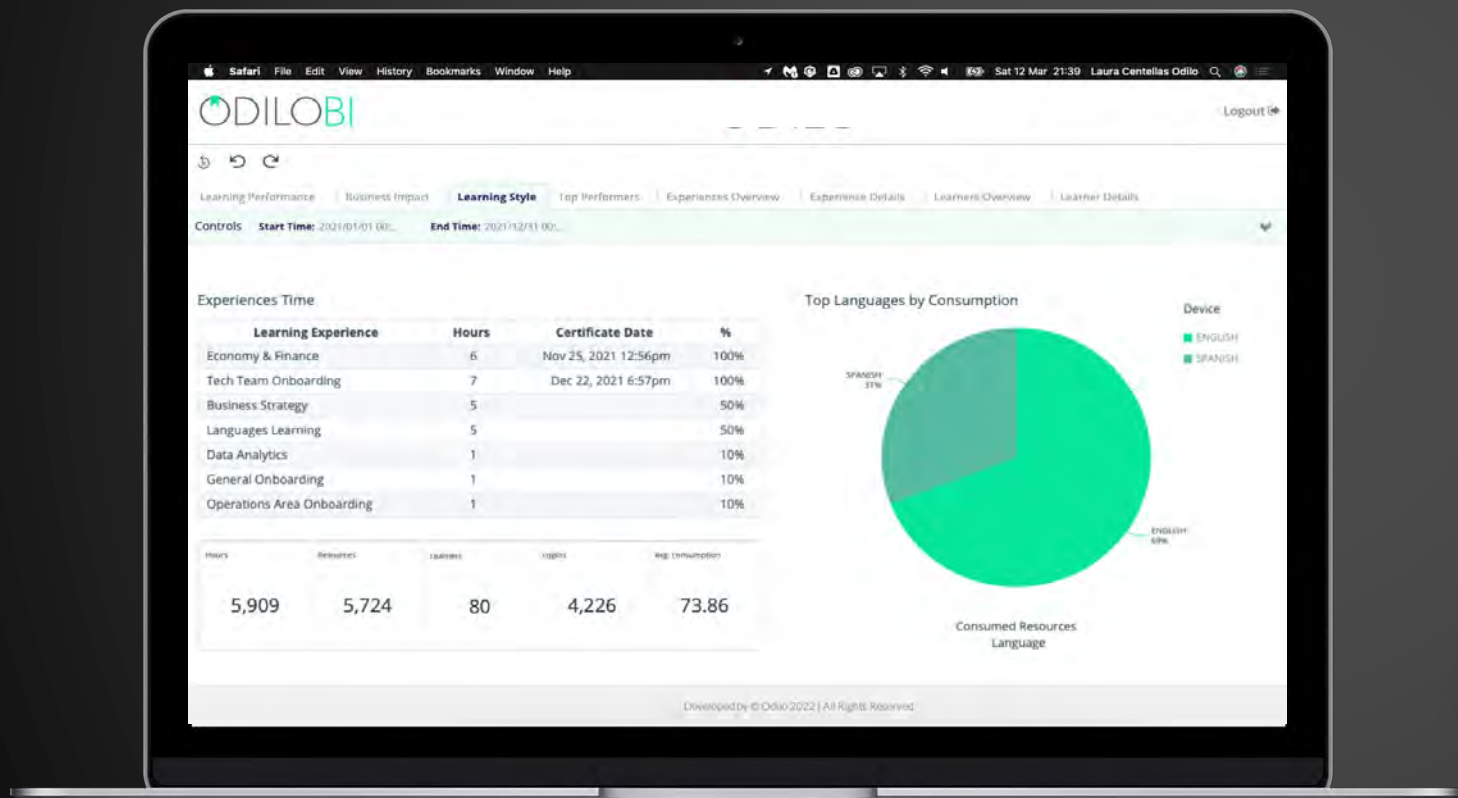 Safari File Edit View History Bookmarks Window Help
Sat 12 Mar 21:39 Laura Centellas Odilo
ODILOBI
Logout
Learning Performance Business Impact Learning Style Top Performers Experiences Overview Experience Details Learners Overview Learner Details
Controls Start Time: 2021/01/01 00:... End Time: 2021/12/31 00:...
Experiences Time
Learning Experience Hours Certificate Date %
Economy & Finance 6 Nov 25, 2021 12:56pm 100%
Tech Team Onboarding 7 Dec 22, 2021 6:57pm 100%
Business Strategy 5 50%
Languages Learning 5 50%
Data Analytics 1 10%
General Onboarding 1 10%
Operations Area Onboarding 1 10%
Hours Resources Learners Logins Avg. consumption
5,909 5,724 80 4,226 73.86
Top Languages by Consumption
Device
ENGLISH
SPANISH
SPANISH
31%
ENGLISH
69%
Consumed Resources
Language
Developed by © Odilo 2022 | All Rights Reserved